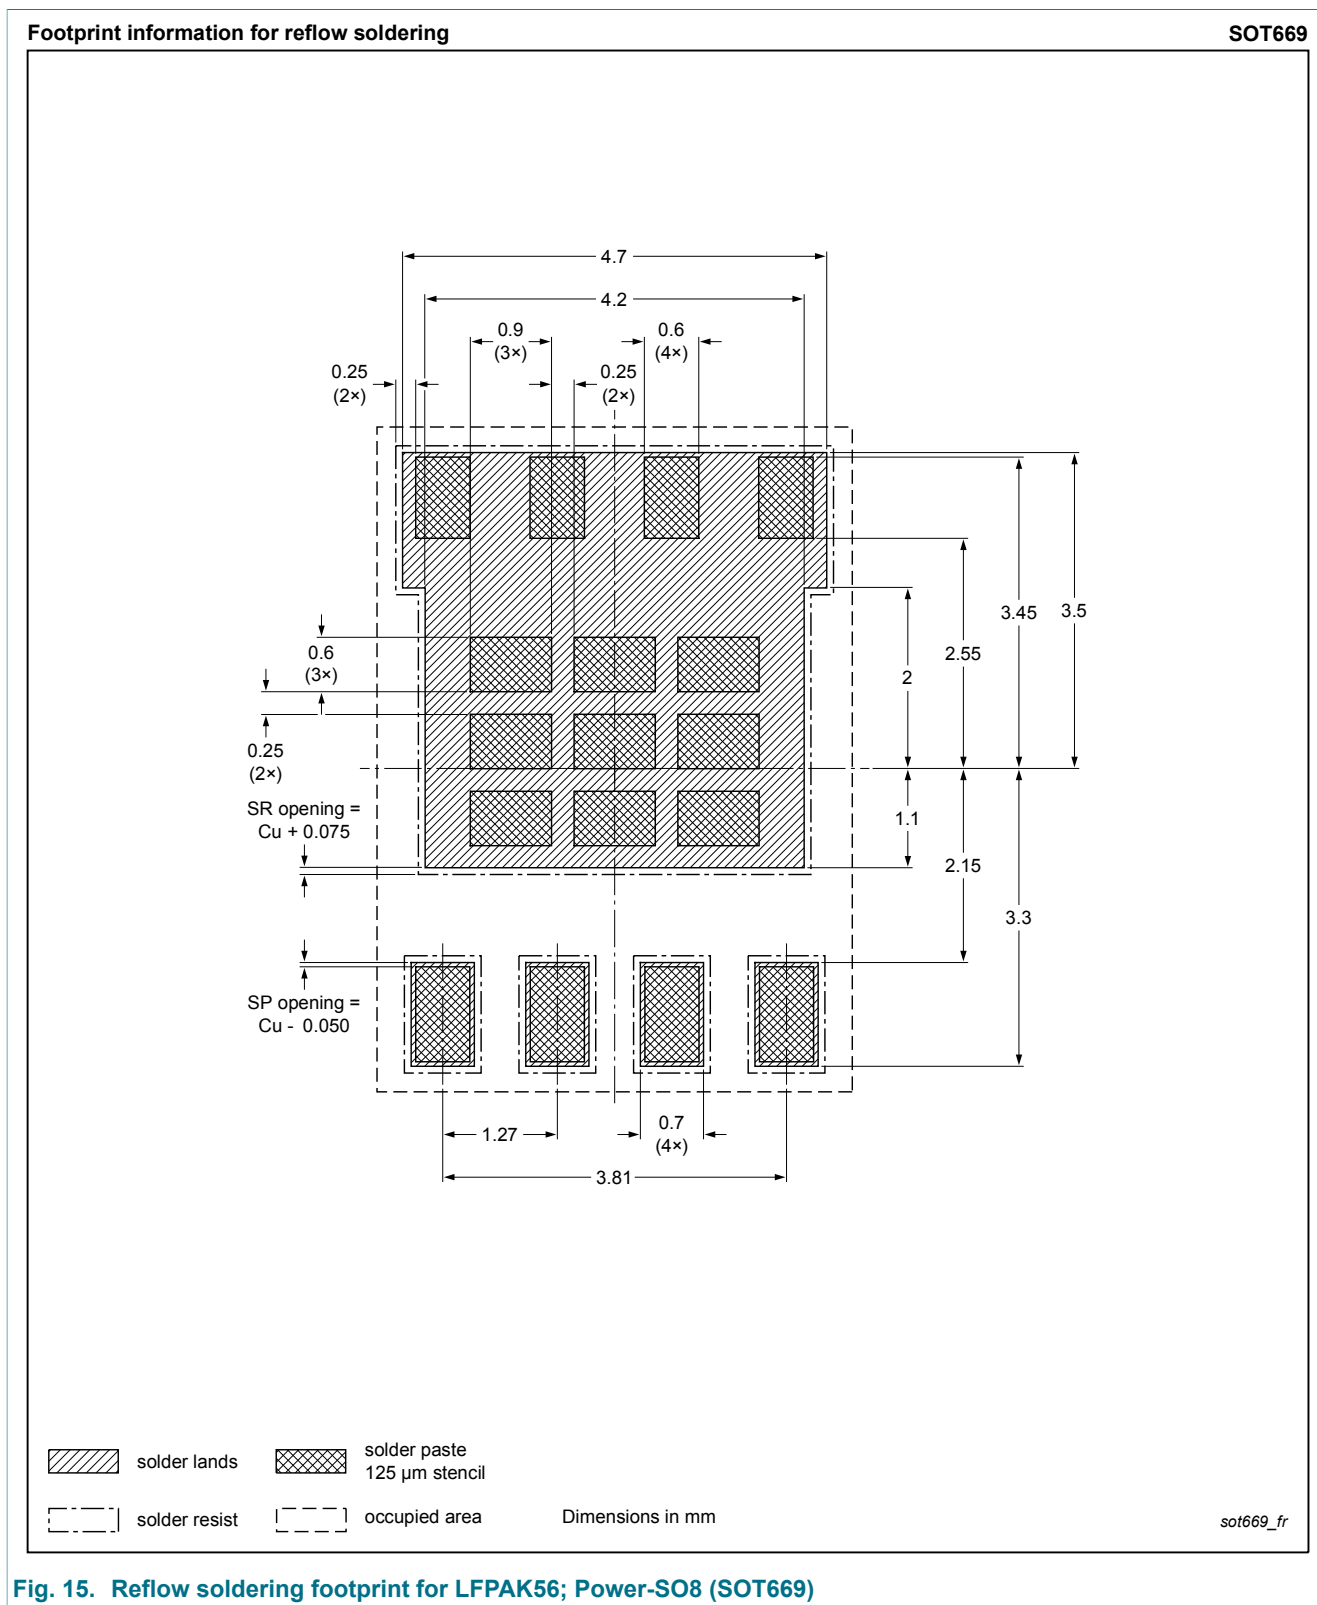 Footprint information for reflow soldering SOT669
4.7
4.2
0.9
(3×)
0.6
(4×)
0.25
(2×)
0.25
(2×)
3.45
3.5
2.55
0.6
(3×)
2
0.25
(2×)
SR opening =
Cu + 0.075
1.1
2.15
3.3
SP opening =
Cu - 0.050
1.27
0.7
(4×)
3.81
solder lands
solder paste
125 µm stencil
solder resist
occupied area
Dimensions in mm
sot669_fr
Fig. 15. Reflow soldering footprint for LFPAK56; Power-SO8 (SOT669)